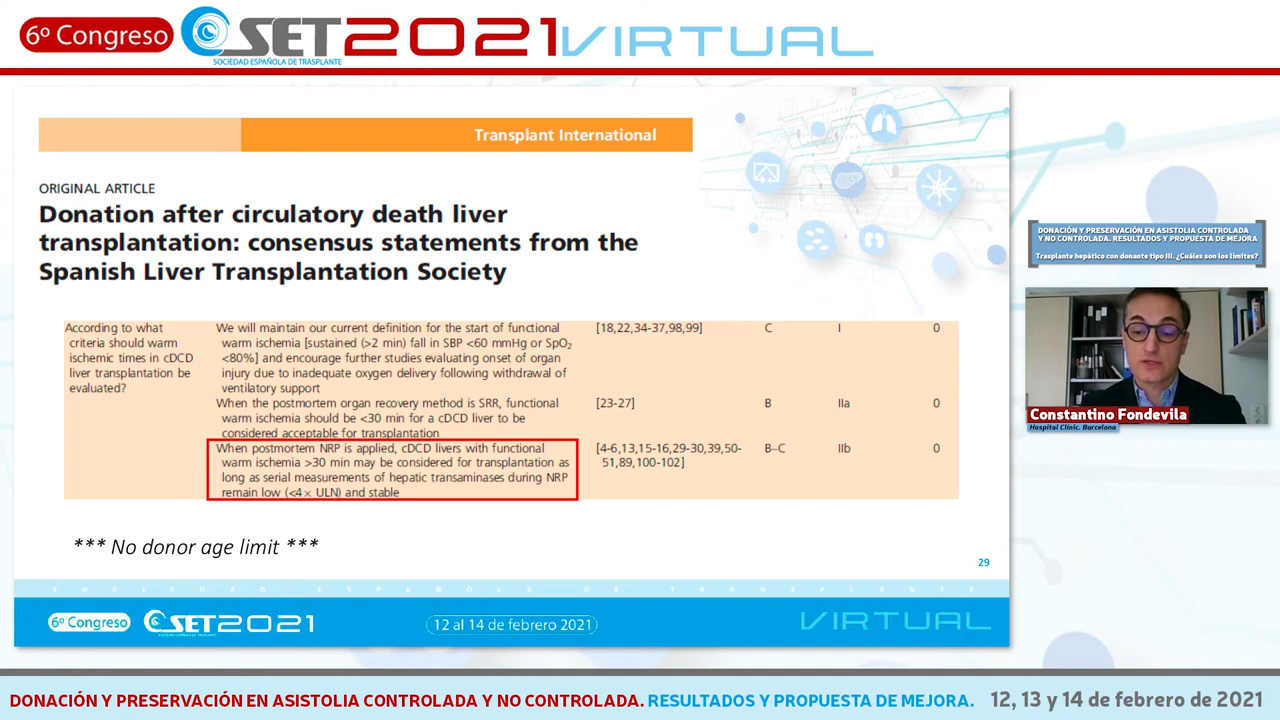 6º Congreso SET2021 VIRTUAL
SOCIEDAD ESPAÑOLA DE TRASPLANTE
Transplant International
ORIGINAL ARTICLE
Donation after circulatory death liver
transplantation: consensus statements from the
Spanish Liver Transplantation Society
According to what
criteria should warm
ischemic times in cDCD
liver transplantation be
evaluated?
We will maintain our current definition for the start of functional
warm ischemia [sustained (>2 min) fall in SBP <60 mmHg or SpO₂
<80%] and encourage further studies evaluating onset of organ
injury due to inadequate oxygen delivery following withdrawal of
ventilatory support
[18,22,34-37,98,99]
C
I
0
When the postmortem organ recovery method is SRR, functional
warm ischemia should be <30 min for a cDCD liver to be
considered acceptable for transplantation
[23-27]
B
IIa
0
When postmortem NRP is applied, cDCD livers with functional
warm ischemia >30 min may be considered for transplantation as
long as serial measurements of hepatic transaminases during NRP
remain low (<4× ULN) and stable
[4-6,13,15-16,29-30,39,50-
51,89,100-102]
B–C
IIb
0
*** No donor age limit ***
29
SOCIEDAD ESPAÑOLA DE TRASPLANTE
6º Congreso SET2021
12 al 14 de febrero 2021
VIRTUAL
DONACIÓN Y PRESERVACIÓN EN ASISTOLIA CONTROLADA
Y NO CONTROLADA. RESULTADOS Y PROPUESTA DE MEJORA
Trasplante hepático con donante tipo III. ¿Cuáles son los límites?
Constantino Fondevila
Hospital Clínic. Barcelona
DONACIÓN Y PRESERVACIÓN EN ASISTOLIA CONTROLADA Y NO CONTROLADA. RESULTADOS Y PROPUESTA DE MEJORA. 12, 13 y 14 de febrero de 2021